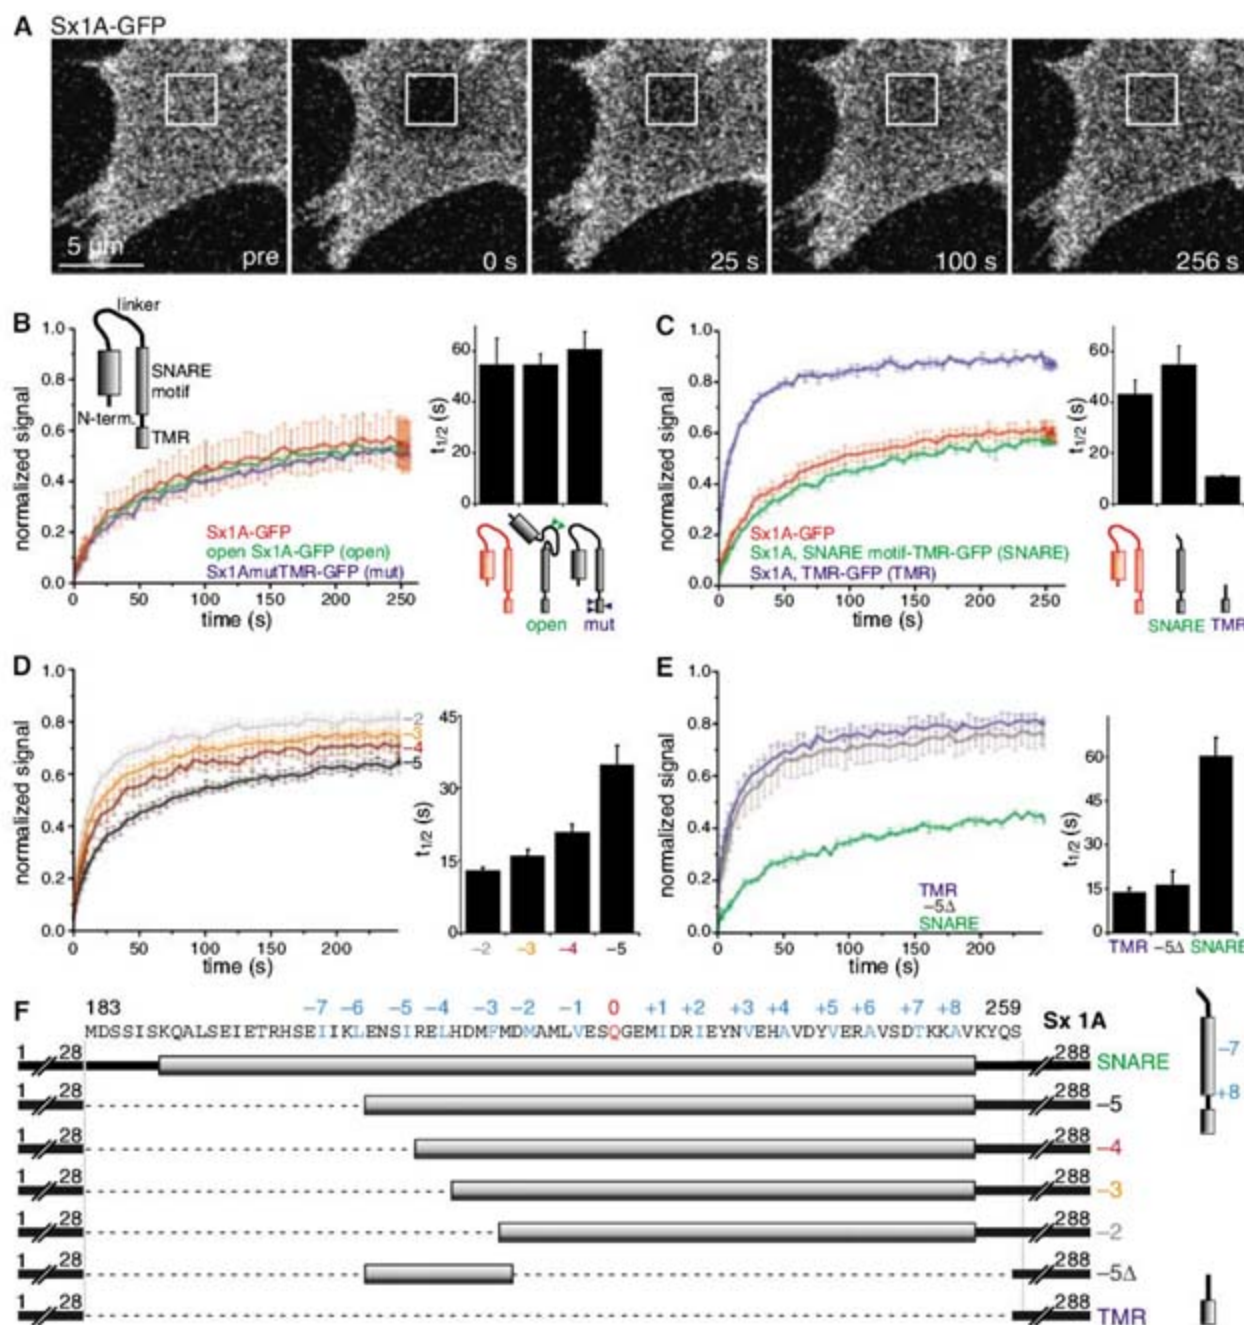 A Sx1A-GFP
5 µm
pre
0 s
25 s
100 s
256 s
B
linker
SNARE
motif
N-term.
TMR
1.0
0.8
0.6
0.4
0.2
0.0
normalized signal
0 50 100 150 200 250
time (s)
Sx1A-GFP
open Sx1A-GFP (open)
Sx1AmutTMR-GFP (mut)
60
40
20
0
t1/2 (s)
open mut
C
1.0
0.8
0.6
0.4
0.2
0.0
normalized signal
0 50 100 150 200 250
time (s)
Sx1A-GFP
Sx1A, SNARE motif-TMR-GFP (SNARE)
Sx1A, TMR-GFP (TMR)
60
40
20
0
t1/2 (s)
SNARE TMR
D
1.0
0.8
0.6
0.4
0.2
0.0
normalized signal
0 50 100 150 200
time (s)
−2
−3
−4
−5
45
30
15
0
t1/2 (s)
−2 −3 −4 −5
E
1.0
0.8
0.6
0.4
0.2
0.0
normalized signal
0 50 100 150 200
time (s)
TMR
−5Δ
SNARE
60
45
30
15
0
t1/2 (s)
TMR −5Δ SNARE
F
183 −7 −6 −5 −4 −3 −2 −1 0 +1 +2 +3 +4 +5 +6 +7 +8 259
MDSSISKQALSEIETRHSEIIKLENSIRELHDMFMDMAMLVESQGEMIDRIEYNVEHAVDYVERAVSDTKKAVKYQS
Sx 1A
1 28 288 SNARE
1 28 288 −5
1 28 288 −4
1 28 288 −3
1 28 288 −2
1 28 288 −5Δ
1 28 288 TMR
−7
+8